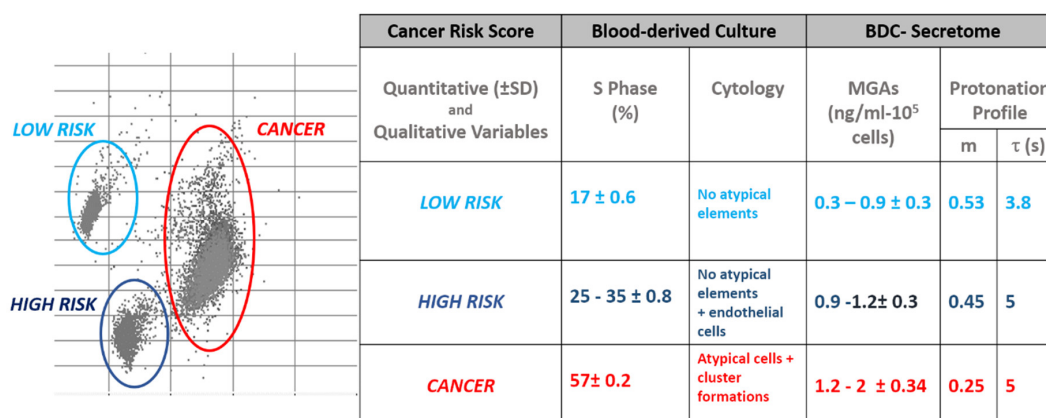 LOW RISK
CANCER
HIGH RISK
Cancer Risk Score
Blood-derived Culture
BDC- Secretome
Quantitative (±SD)
and
Qualitative Variables
S Phase
(%)
Cytology
MGAs
(ng/ml-10⁵
cells)
Protonation
Profile
m
τ (s)
LOW RISK
17 ± 0.6
No atypical
elements
0.3 – 0.9 ± 0.3
0.53
3.8
HIGH RISK
25 - 35 ± 0.8
No atypical
elements
+ endothelial
cells
0.9 -1.2± 0.3
0.45
5
CANCER
57± 0.2
Atypical cells +
cluster
formations
1.2 - 2 ± 0.34
0.25
5